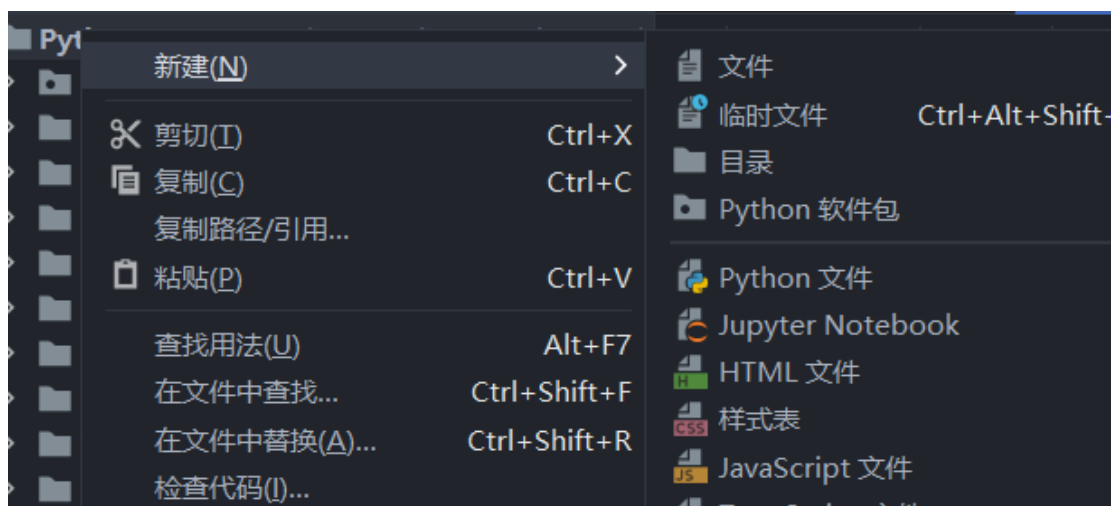 Pyt
新建(N)
剪切(T) Ctrl+X
复制(C) Ctrl+C
复制路径/引用...
粘贴(P) Ctrl+V
查找用法(U) Alt+F7
在文件中查找... Ctrl+Shift+F
在文件中替换(A)... Ctrl+Shift+R
检查代码(I)...
文件
临时文件 Ctrl+Alt+Shift+
目录
Python 软件包
Python 文件
Jupyter Notebook
H HTML 文件
CSS 样式表
JS JavaScript 文件